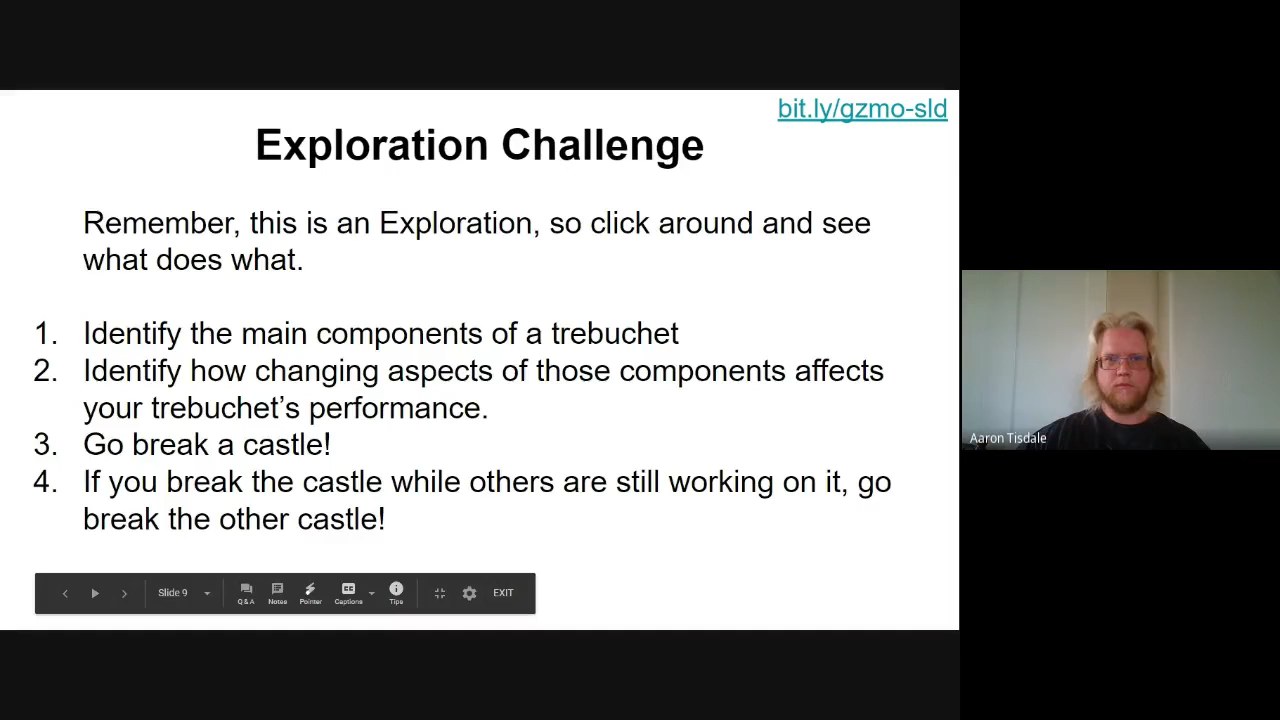 bit.ly/gzmo-sld
Exploration Challenge
Remember, this is an Exploration, so click around and see
what does what.
1. Identify the main components of a trebuchet
2. Identify how changing aspects of those components affects
your trebuchet’s performance.
3. Go break a castle!
4. If you break the castle while others are still working on it, go
break the other castle!
Slide 9
Q&A
Notes
Pointer
Captions
Tips
EXIT
Aaron Tisdale